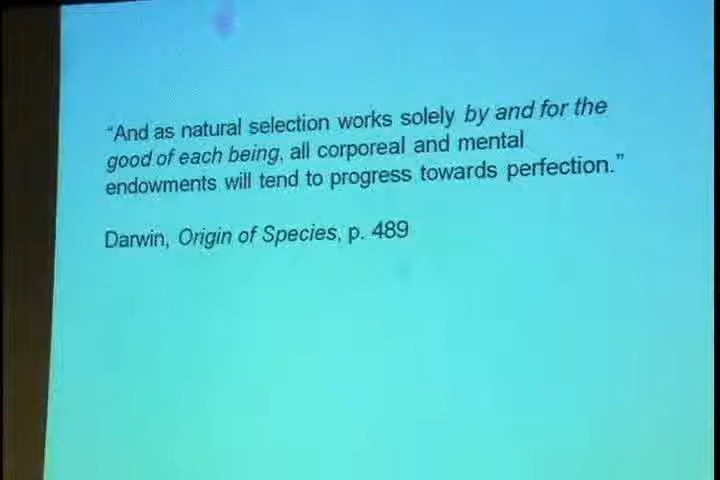 “And as natural selection works solely by and for the
good of each being, all corporeal and mental
endowments will tend to progress towards perfection.”
Darwin, Origin of Species, p. 489